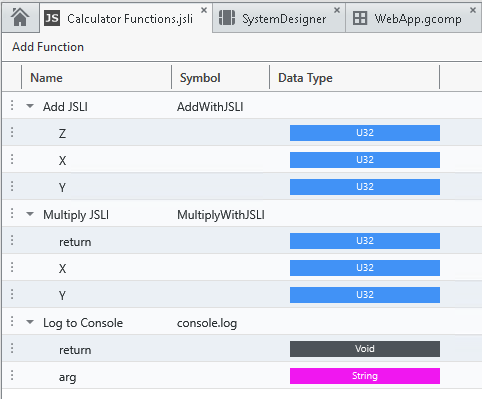 JS Calculator Functions.jsli × SystemDesigner × WebApp.gcomp ×
Add Function
Name Symbol Data Type
Add JSLI AddWithJSLI
Z U32
X U32
Y U32
Multiply JSLI MultiplyWithJSLI
return U32
X U32
Y U32
Log to Console console.log
return Void
arg String